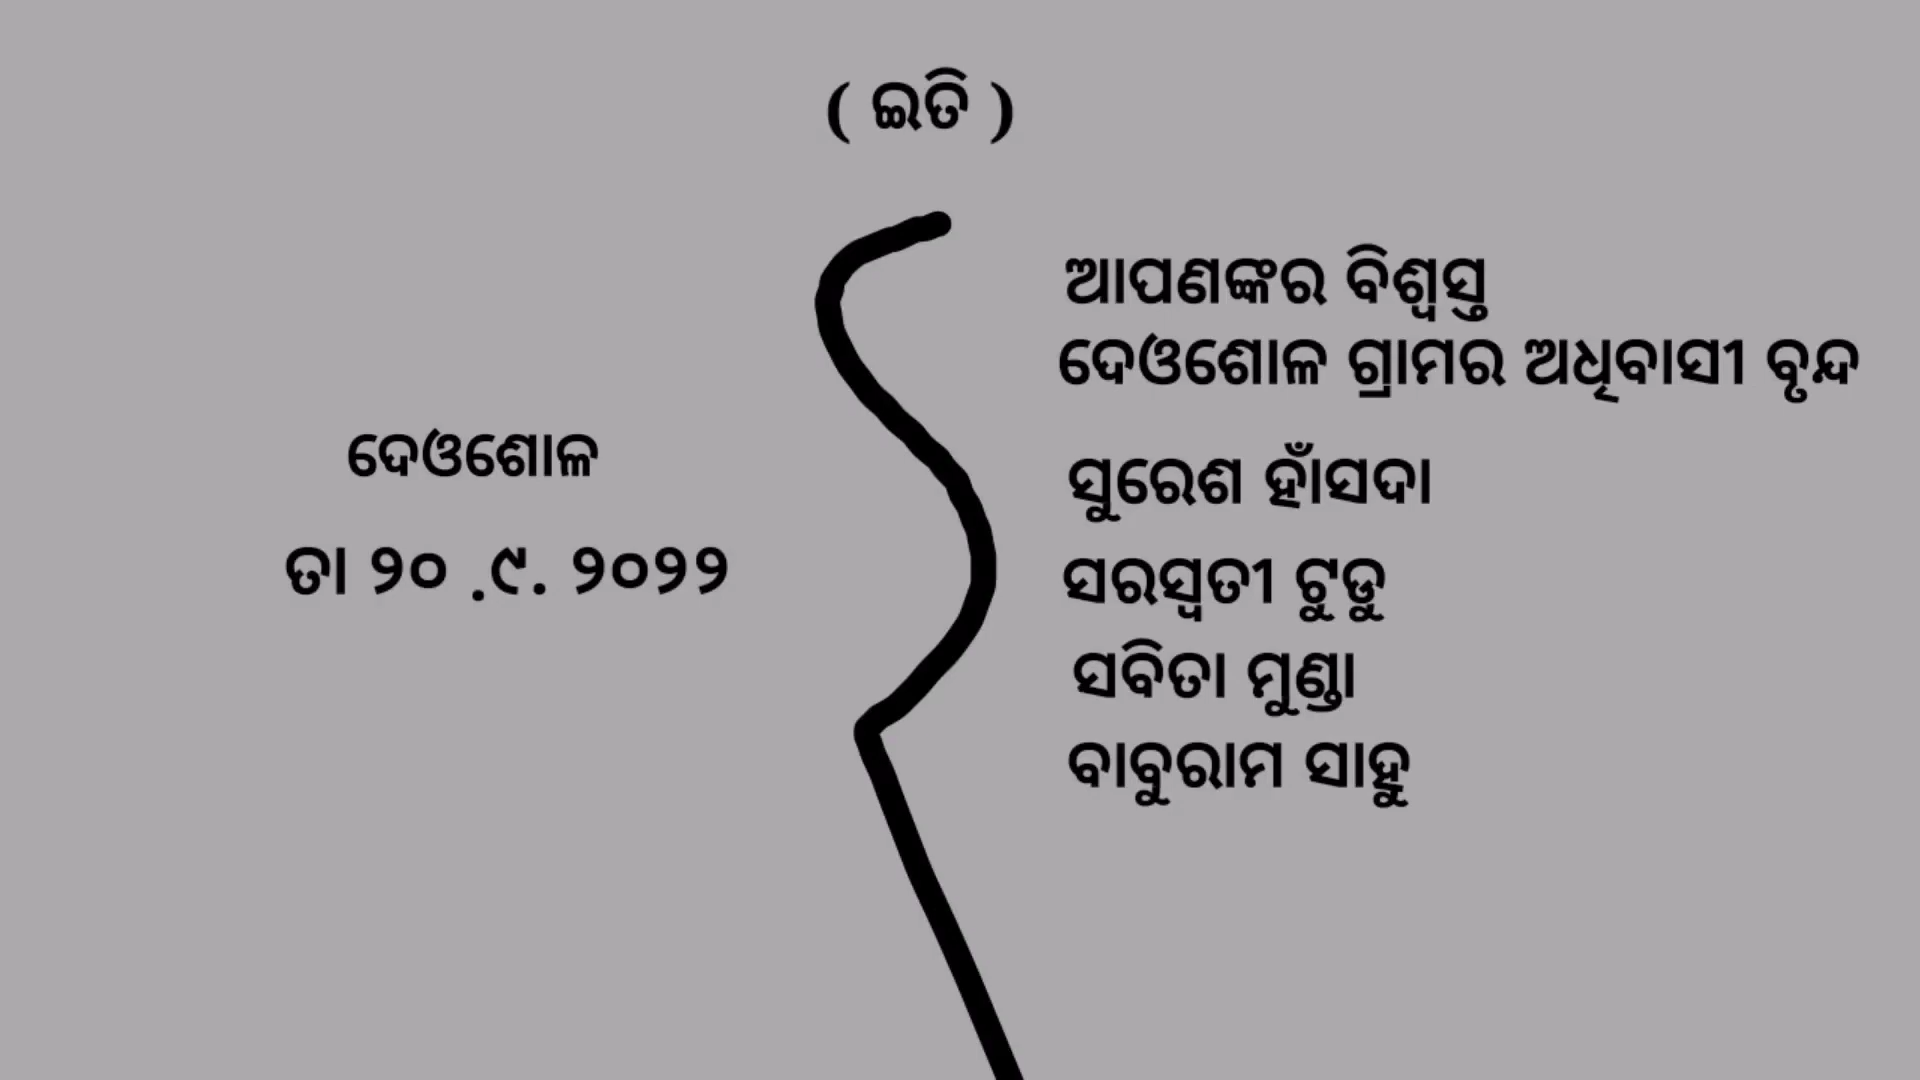 ( ଇତି )
ଆପଣଙ୍କର ବିଶ୍ୱସ୍ତ
ଦେଓଶୋଳ ଗ୍ରାମର ଅଧିବାସୀ ବୃନ୍ଦ
ଦେଓଶୋଳ
ସୁରେଶ ହାଁସଦା
ତା ୨୦ .୯. ୨୦୨୨
ସରସ୍ୱତୀ ଟୁଡୁ
ସବିତା ମୁଣ୍ଡା
ବାବୁରାମ ସାହୁ